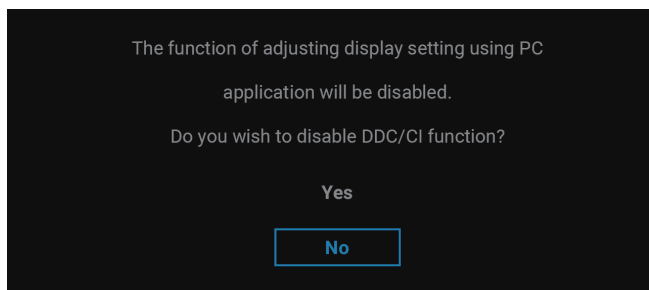 The function of adjusting display setting using PC
application will be disabled.
Do you wish to disable DDC/CI function?
Yes
No